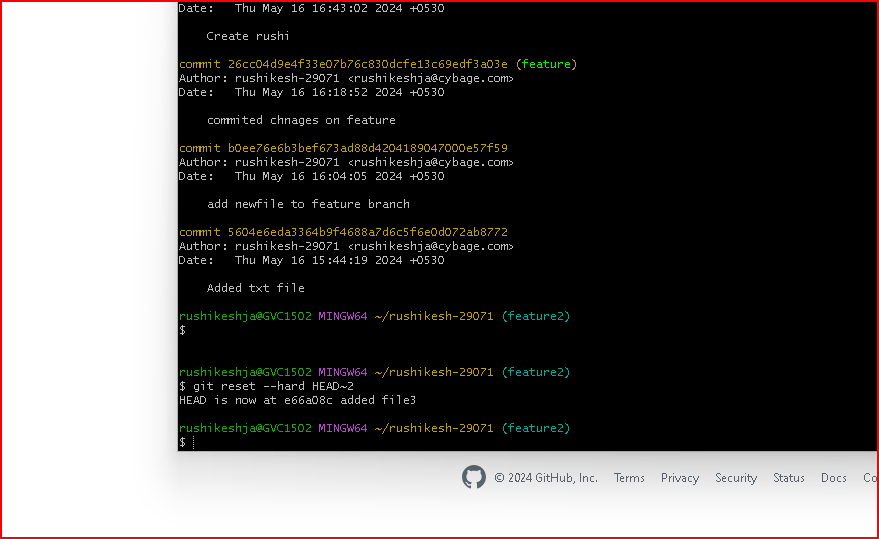 Date:   Thu May 16 16:43:02 2024 +0530
Create rushi
commit 26cc04d9e4f33e07b76c830dcfe13c69edf3a03e (feature)
Author: rushikesh-29071 <rushikeshja@cybage.com>
Date:   Thu May 16 16:18:52 2024 +0530
commited chnages on feature
commit b0ee76e6b3bef673ad88d4204189047000e57f59
Author: rushikesh-29071 <rushikeshja@cybage.com>
Date:   Thu May 16 16:04:05 2024 +0530
add newfile to feature branch
commit 5604e6eda3364b9f4688a7d6c5f6e0d072ab8772
Author: rushikesh-29071 <rushikeshja@cybage.com>
Date:   Thu May 16 15:44:19 2024 +0530
Added txt file
rushikeshja@GVC1502 MINGW64 ~/rushikesh-29071 (feature2)
$
rushikeshja@GVC1502 MINGW64 ~/rushikesh-29071 (feature2)
$ git reset --hard HEAD~2
HEAD is now at e66a08c added file3
rushikeshja@GVC1502 MINGW64 ~/rushikesh-29071 (feature2)
$
© 2024 GitHub, Inc. Terms Privacy Security Status Docs Co